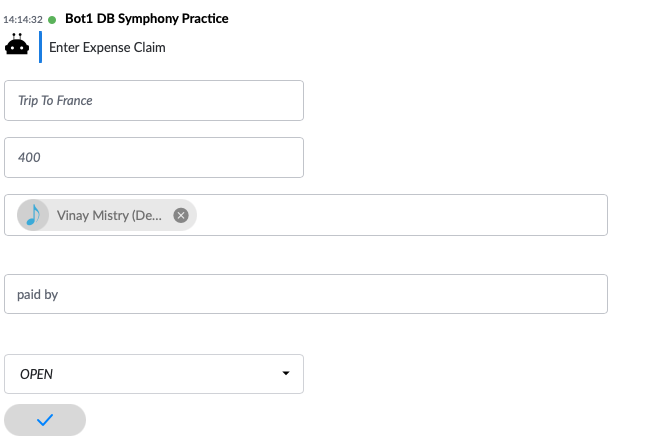 14:14:32 Bot1 DB Symphony Practice
Enter Expense Claim
Trip To France
400
Vinay Mistry (De...
paid by
OPEN